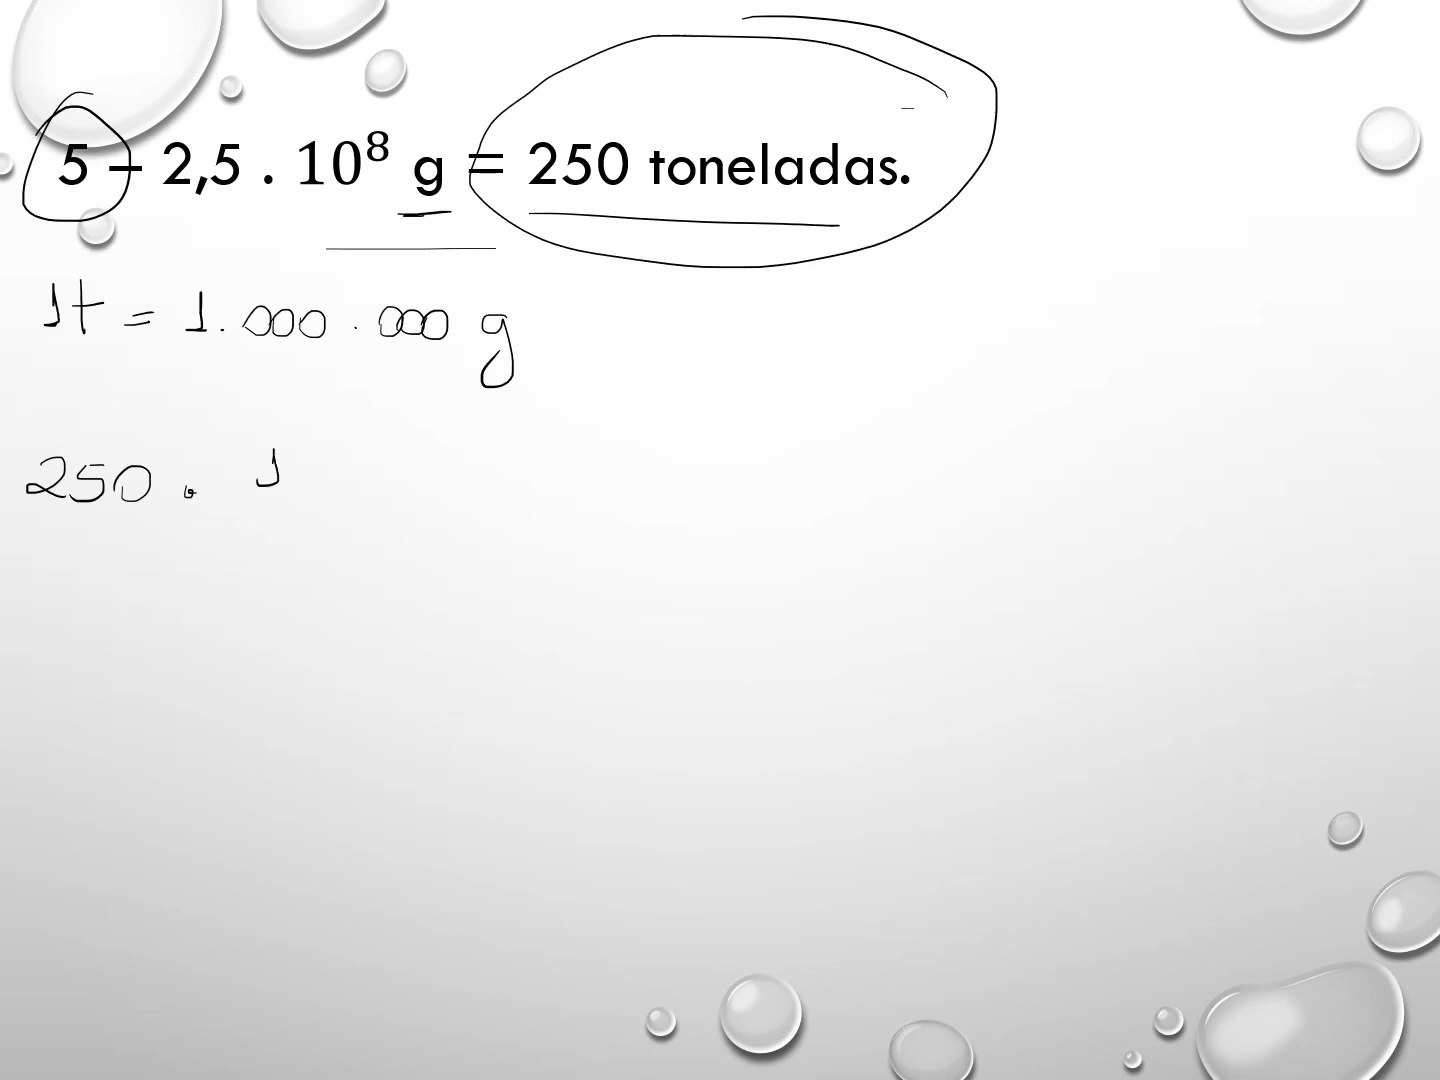 5 – 2,5 . 10⁸ g = 250 toneladas.
1t = 1.000.000 g
250 . 1